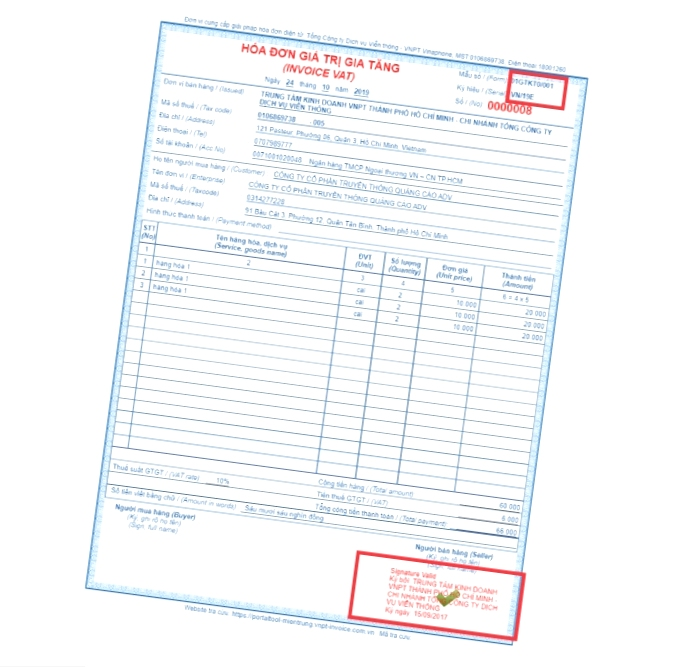 Đơn vị cung cấp giải pháp hóa đơn điện tử: Tổng Công ty Dịch vụ Viễn thông - VNPT Vinaphone, MST 0106869738, Điện thoại 18001260
HÓA ĐƠN GIÁ TRỊ GIA TĂNG
(INVOICE VAT)
Ngày 24 tháng 10 năm 2019
Mẫu số / (Form) 01GTKT0/001
Ký hiệu / (Serial) VN/19E
Số / (No) 0000008
Đơn vị bán hàng / (Issued) TRUNG TÂM KINH DOANH VNPT THÀNH PHỐ HỒ CHÍ MINH - CHI NHÁNH TỔNG CÔNG TY
DỊCH VỤ VIỄN THÔNG
Mã số thuế / (Tax code) 0106869738 005
Địa chỉ / (Address) 121 Pasteur, Phường 06, Quận 3, Hồ Chí Minh, Vietnam
Điện thoại / (Tel) 0707989777
Số tài khoản / (Acc No) Ngân hàng TMCP Ngoại thương VN - CN TP.HCM
Họ tên người mua hàng / (Customer) CÔNG TY CỔ PHẦN TRUYỀN THÔNG QUẢNG CÁO ADV
Tên đơn vị / (Enterprise) CÔNG TY CỔ PHẦN TRUYỀN THÔNG QUẢNG CÁO ADV
Mã số thuế / (Taxcode) 0314277228
Địa chỉ / (Address) 91 Bàu Cát 3, Phường 12, Quận Tân Bình, Thành phố Hồ Chí Minh
Hình thức thanh toán / (Payment method)
STT Tên hàng hóa, dịch vụ ĐVT Số lượng Đơn giá Thành tiền
(No) (Service, goods name) (Unit) (Quantity) (Unit price) (Amount)
1 2 3 4 5 6 = 4 x 5
1 hàng hóa 1 cái 2 10 000 20 000
2 hàng hóa 1 cái 2 10 000 20 000
3 hàng hóa 1 cái 2 10 000 20 000
Cộng tiền hàng / (Total amount) 60 000
Thuế suất GTGT / (VAT rate) 10% Tiền thuế GTGT / (VAT) 6 000
Tổng cộng tiền thanh toán / (Total payment) 66 000
Số tiền viết bằng chữ / (Amount in words) Sáu mươi sáu nghìn đồng
Người mua hàng (Buyer) Người bán hàng (Seller)
(Ký, ghi rõ họ tên) (Ký, ghi rõ họ tên)
(Sign, full name)
Signature Valid
Ký bởi TRUNG TÂM KINH DOANH
VNPT THÀNH PHỐ HỒ CHÍ MINH -
CHI NHÁNH TỔNG CÔNG TY DỊCH
VỤ VIỄN THÔNG
Ký ngày 15/09/2017
Website tra cứu Mã tra cứu